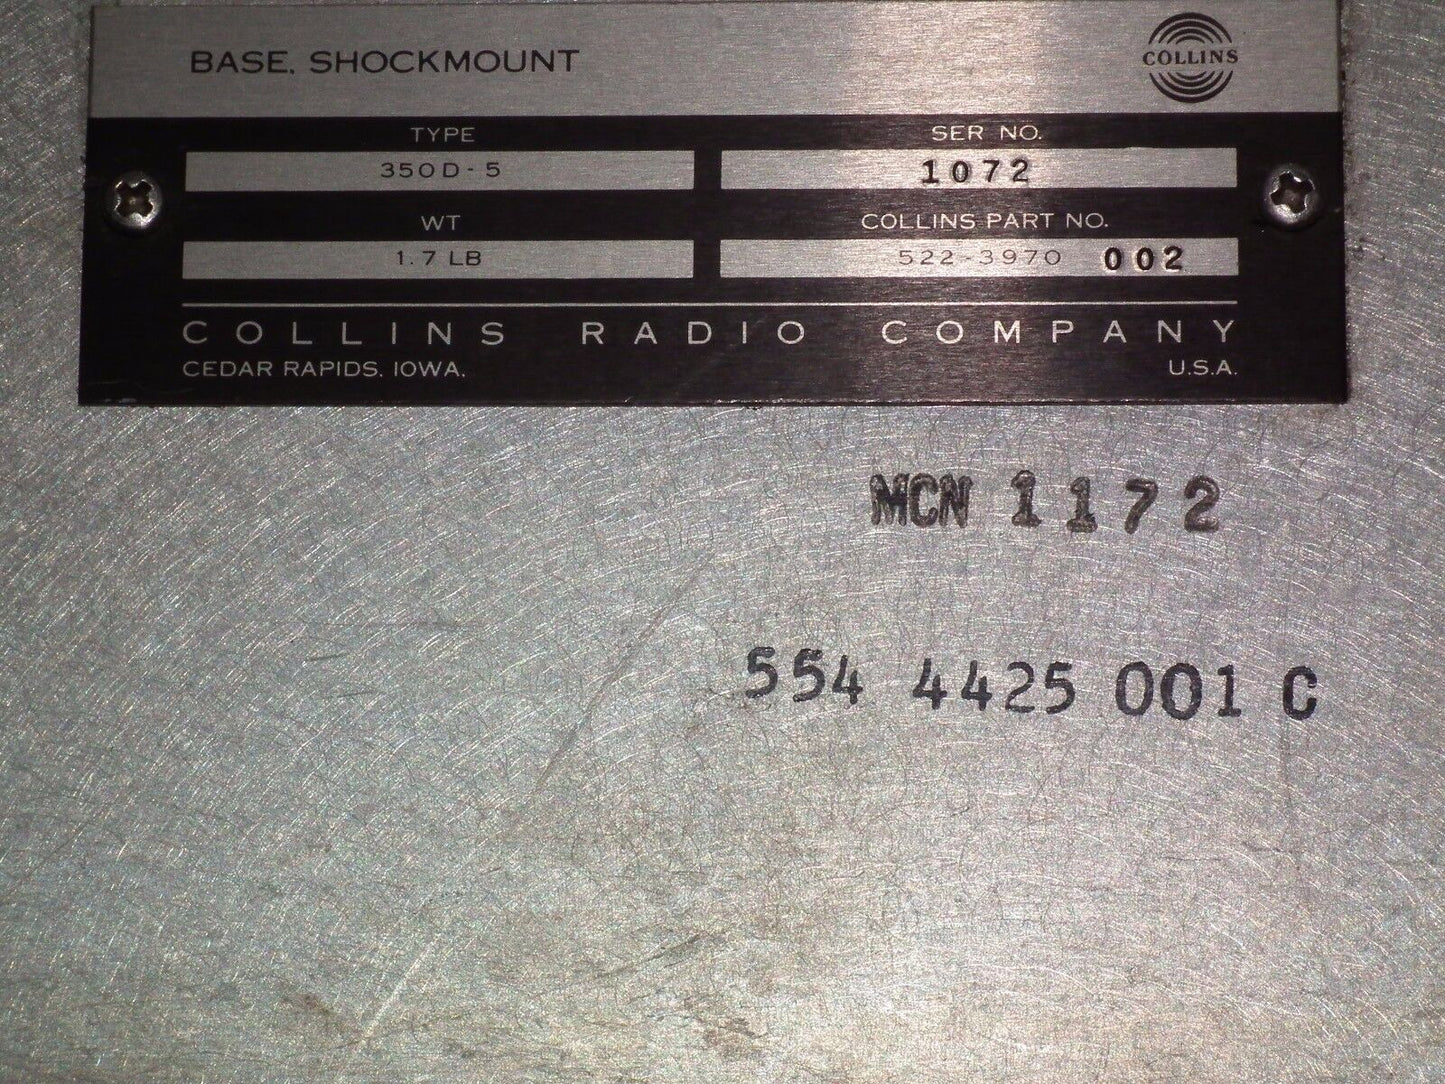 BASE, SHOCKMOUNT
COLLINS
TYPE
SER NO.
350D-5
1072
WT
COLLINS PART NO.
1.7 LB
522-3970 002
COLLINS RADIO COMPANY
CEDAR RAPIDS, IOWA.
U.S.A.
MCN 1172
554 4425 001 C